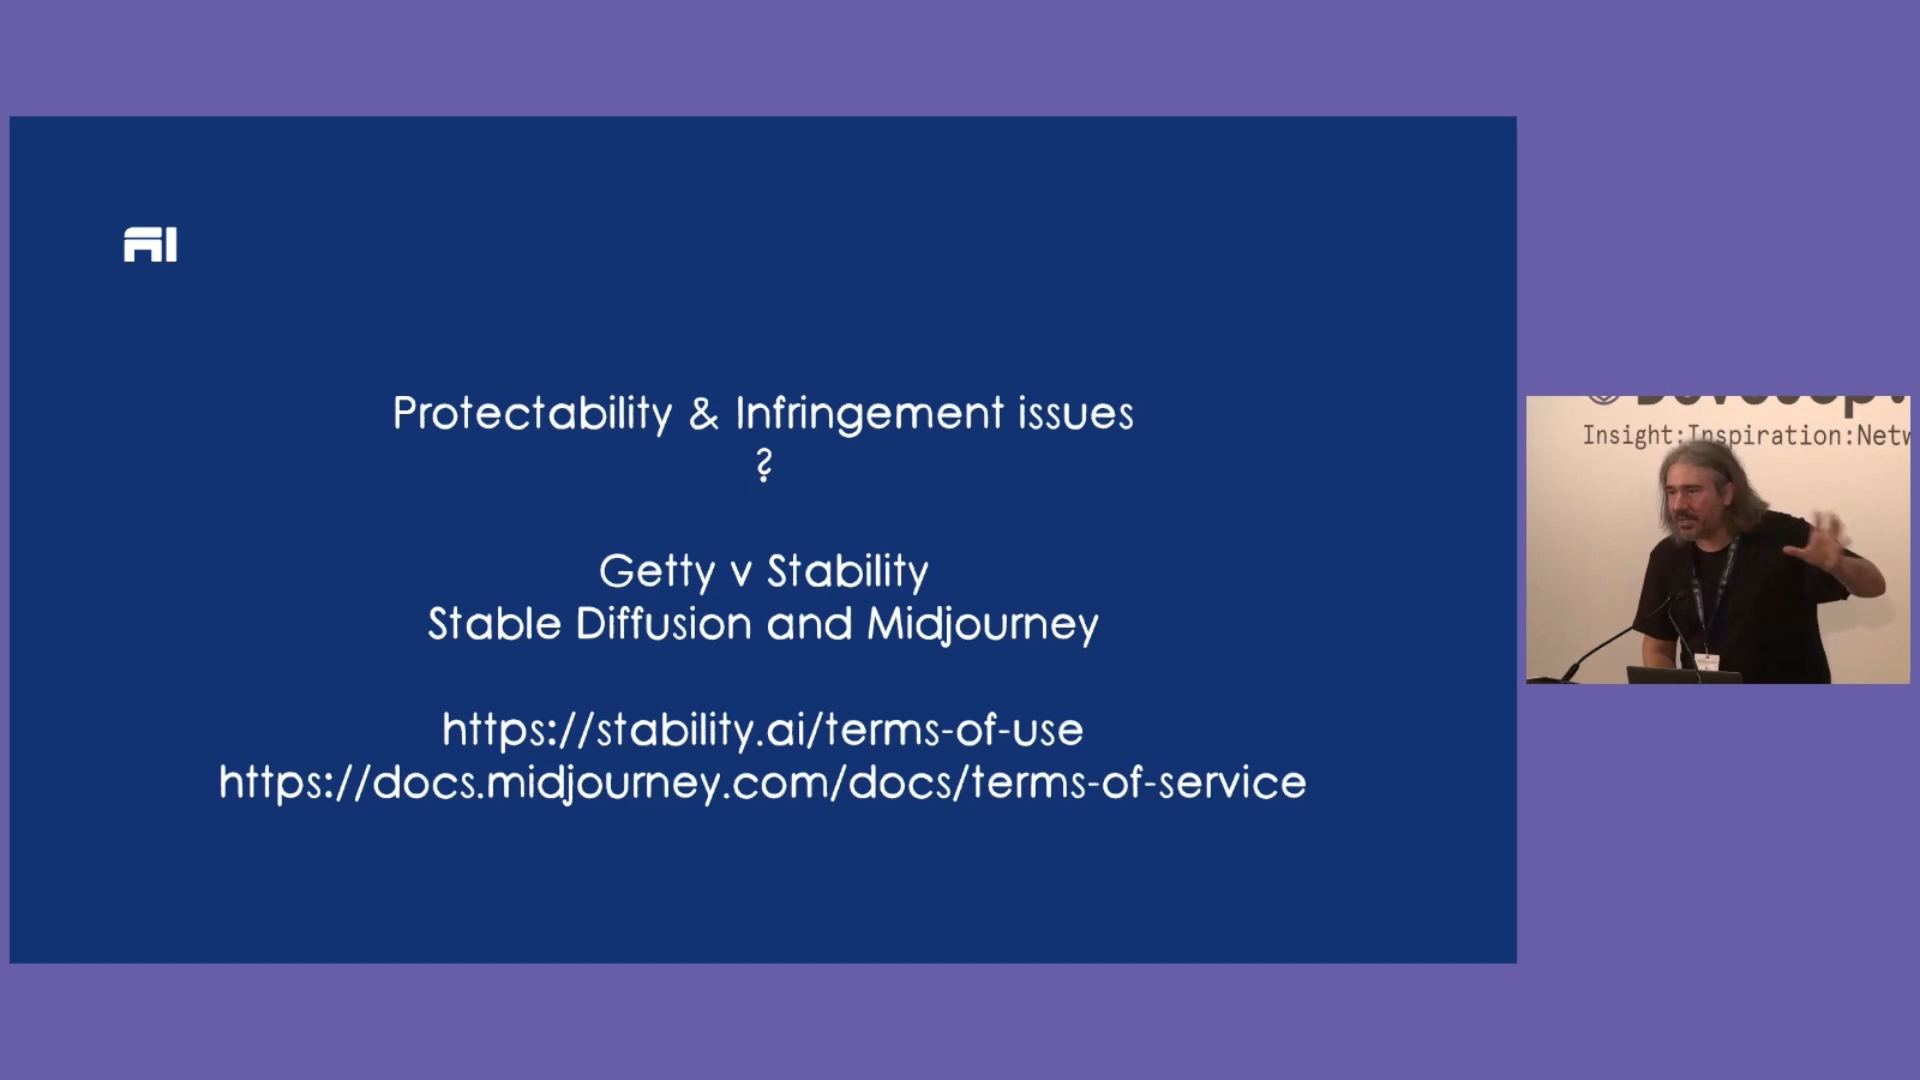 AI
Protectability & Infringement issues
?
Getty v Stability
Stable Diffusion and Midjourney
https://stability.ai/terms-of-use
https://docs.midjourney.com/docs/terms-of-service
Insight:Inspiration:Netw